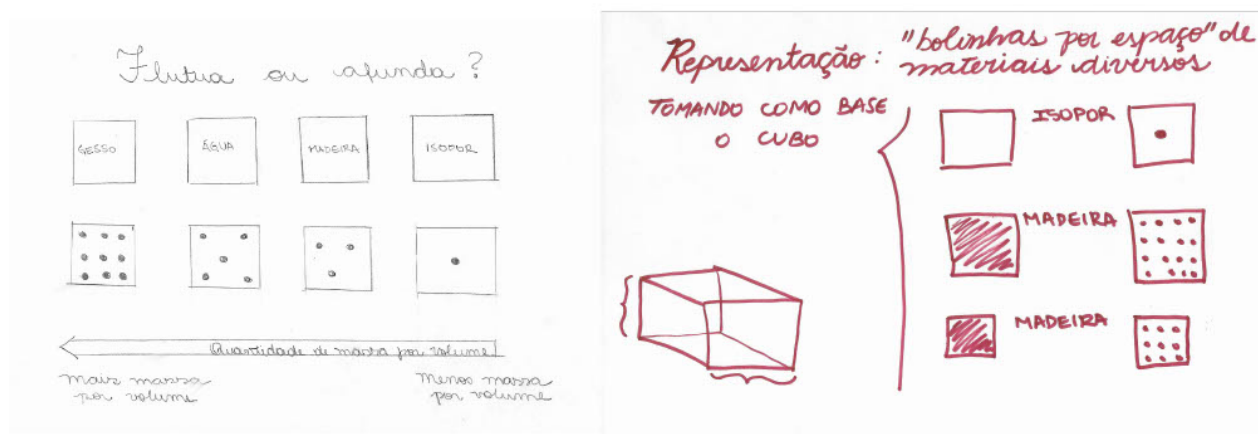 Flutua ou afunda?
GESSO
ÁGUA
MADEIRA
ISOPOR
Quantidade de massa por volume
Mais massa
por volume
Menos massa
por volume
Representação: "bolinhas por espaço" de
materiais diversos
TOMANDO COMO BASE
O CUBO
ISOPOR
MADEIRA
MADEIRA